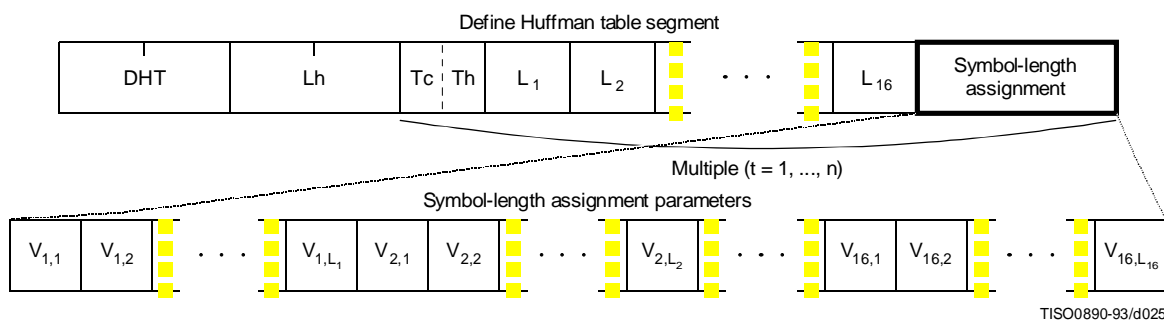 Define Huffman table segment
DHT Lh Tc Th L1 L2 . . . L16 Symbol-length
assignment
Multiple (t = 1, ..., n)
Symbol-length assignment parameters
V1,1 V1,2 . . . V1,L1 V2,1 V2,2 . . . V2,L2 . . . V16,1 V16,2 . . . V16,L16
TISO0890-93/d025